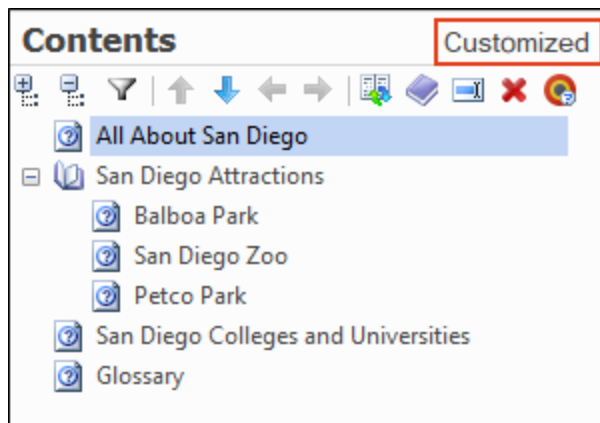 Contents
Customized
All About San Diego
San Diego Attractions
Balboa Park
San Diego Zoo
Petco Park
San Diego Colleges and Universities
Glossary